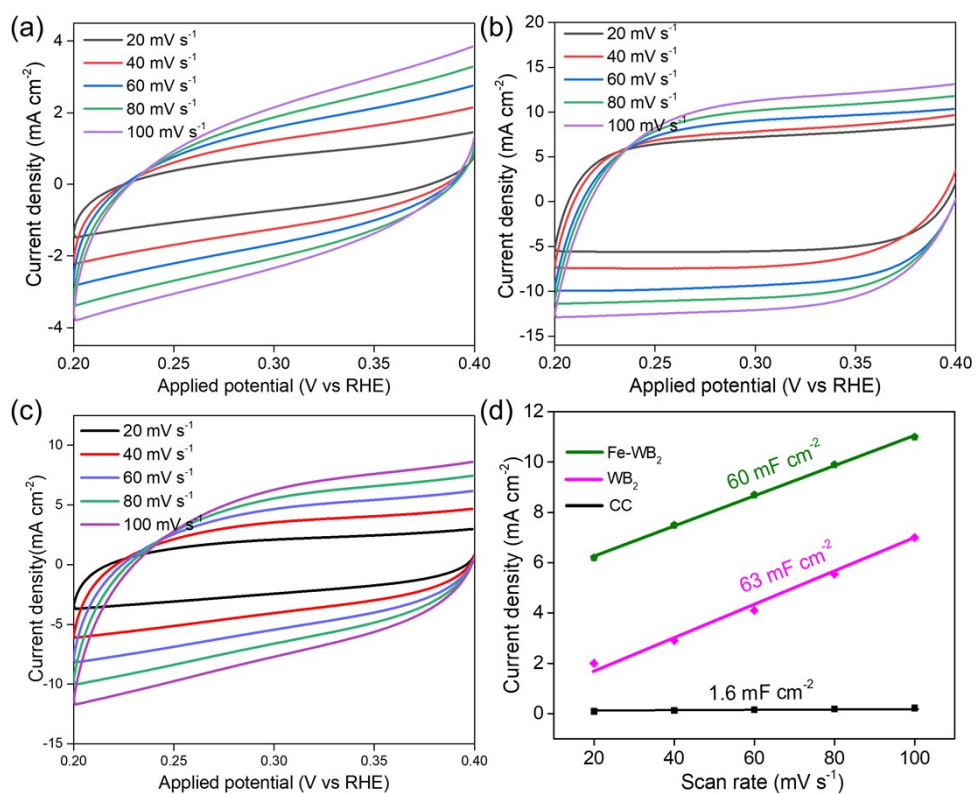 (a)
20 mV s⁻¹
40 mV s⁻¹
60 mV s⁻¹
80 mV s⁻¹
100 mV s⁻¹
4
2
0
-2
-4
Current density (mA cm⁻²)
0.20 0.25 0.30 0.35 0.40
Applied potential (V vs RHE)
(b)
20 mV s⁻¹
40 mV s⁻¹
60 mV s⁻¹
80 mV s⁻¹
100 mV s⁻¹
20
15
10
5
0
-5
-10
-15
Current density (mA cm⁻²)
0.20 0.25 0.30 0.35 0.40
Applied potential (V vs RHE)
(c)
20 mV s⁻¹
40 mV s⁻¹
60 mV s⁻¹
80 mV s⁻¹
100 mV s⁻¹
10
5
0
-5
-10
-15
Current density(mA cm⁻²)
0.20 0.25 0.30 0.35 0.40
Applied potential (V vs RHE)
(d)
Fe-WB₂
WB₂
CC
60 mF cm⁻²
63 mF cm⁻²
1.6 mF cm⁻²
12
10
8
6
4
2
0
Current density (mA cm⁻²)
20 40 60 80 100
Scan rate (mV s⁻¹)